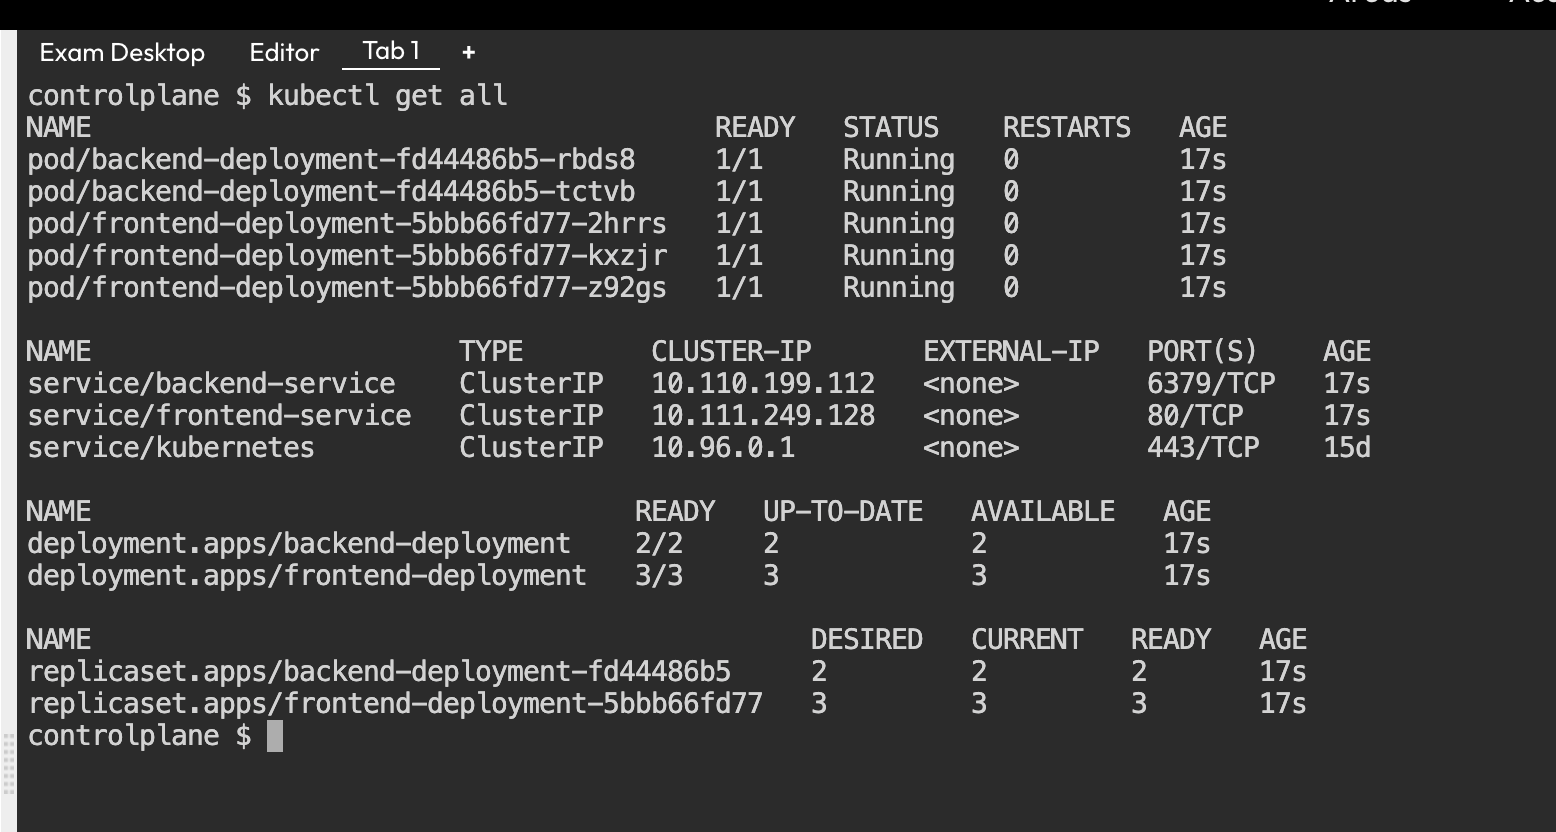 Exam Desktop Editor Tab 1 +
controlplane $ kubectl get all
NAME READY STATUS RESTARTS AGE
pod/backend-deployment-fd44486b5-rbds8 1/1 Running 0 17s
pod/backend-deployment-fd44486b5-tctvb 1/1 Running 0 17s
pod/frontend-deployment-5bbb66fd77-2hrrs 1/1 Running 0 17s
pod/frontend-deployment-5bbb66fd77-kxzjr 1/1 Running 0 17s
pod/frontend-deployment-5bbb66fd77-z92gs 1/1 Running 0 17s
NAME TYPE CLUSTER-IP EXTERNAL-IP PORT(S) AGE
service/backend-service ClusterIP 10.110.199.112 <none> 6379/TCP 17s
service/frontend-service ClusterIP 10.111.249.128 <none> 80/TCP 17s
service/kubernetes ClusterIP 10.96.0.1 <none> 443/TCP 15d
NAME READY UP-TO-DATE AVAILABLE AGE
deployment.apps/backend-deployment 2/2 2 2 17s
deployment.apps/frontend-deployment 3/3 3 3 17s
NAME DESIRED CURRENT READY AGE
replicaset.apps/backend-deployment-fd44486b5 2 2 2 17s
replicaset.apps/frontend-deployment-5bbb66fd77 3 3 3 17s
controlplane $